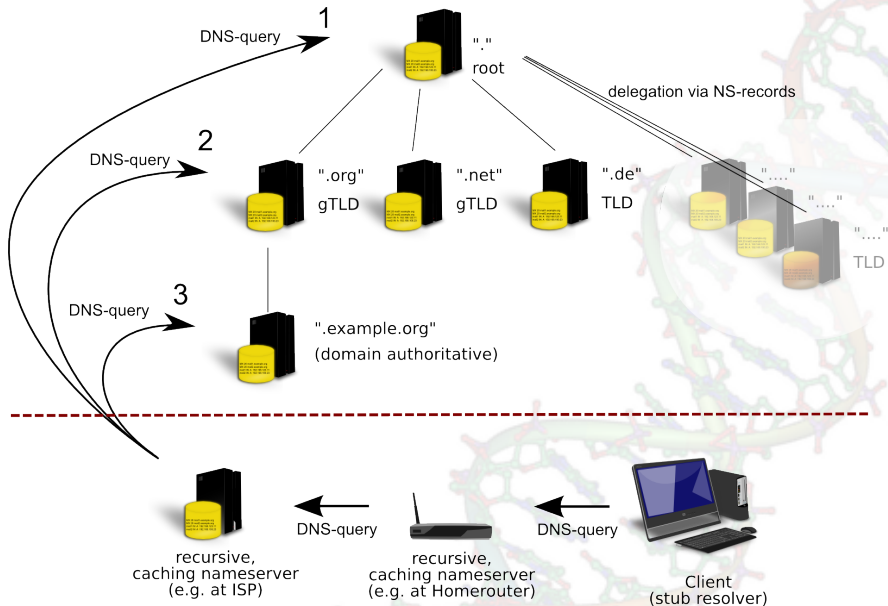 1
DNS-query
"."
root
delegation via NS-records
2
DNS-query
".org"
gTLD
".net"
gTLD
".de"
TLD
"...."
"...."
"...."
TLD
3
DNS-query
".example.org"
(domain authoritative)
DNS-query
DNS-query
recursive,
caching nameserver
(e.g. at ISP)
recursive,
caching nameserver
(e.g. at Homerouter)
Client
(stub resolver)